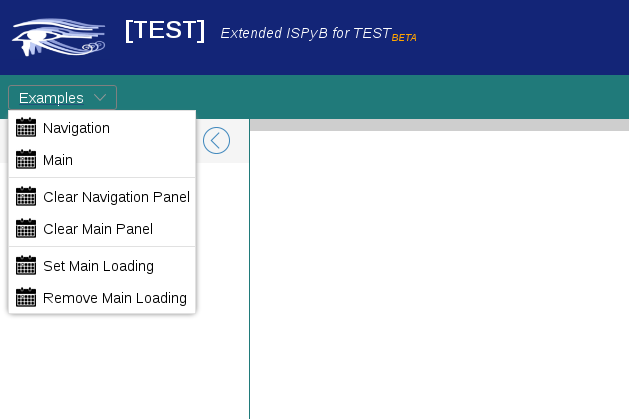 [TEST] Extended ISPyB for TEST BETA
Examples
Navigation
Main
Clear Navigation Panel
Clear Main Panel
Set Main Loading
Remove Main Loading